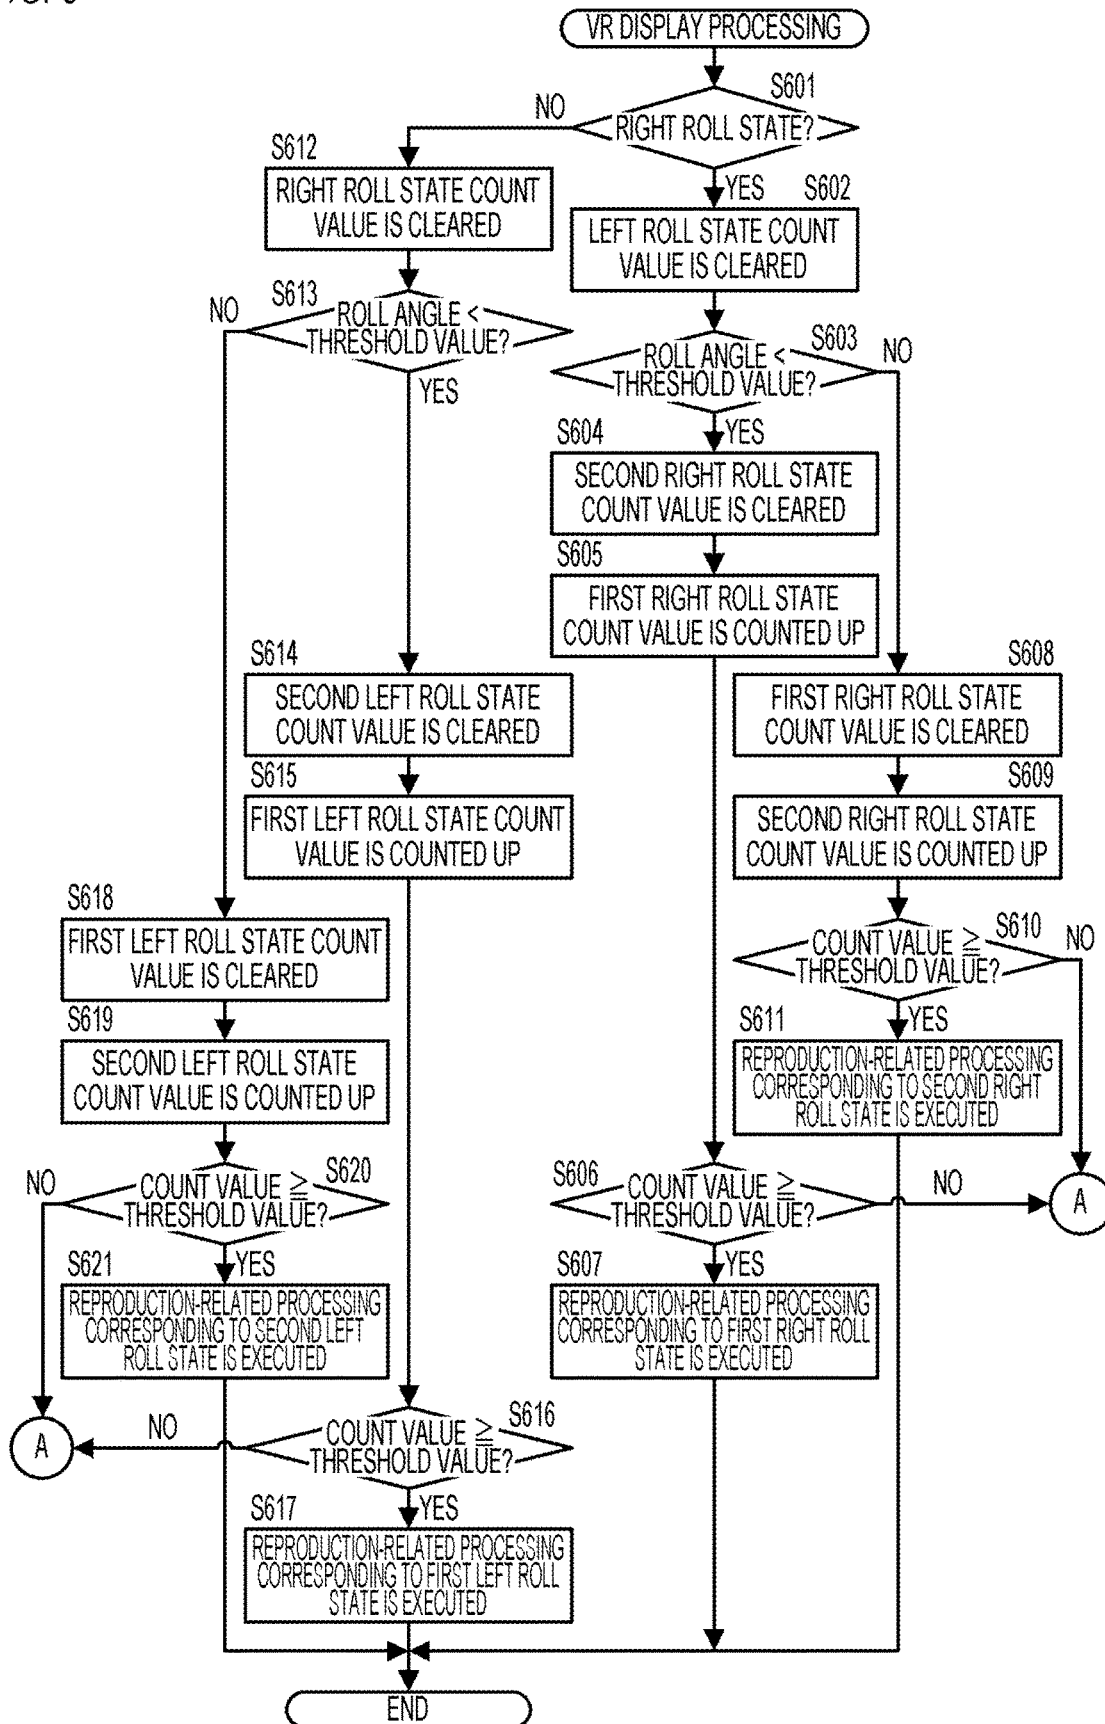 VR DISPLAY PROCESSING
S601
RIGHT ROLL STATE?
NO
YES
S612
RIGHT ROLL STATE COUNT
VALUE IS CLEARED
S602
LEFT ROLL STATE COUNT
VALUE IS CLEARED
S613
NO
ROLL ANGLE <
THRESHOLD VALUE?
YES
S603
ROLL ANGLE <
THRESHOLD VALUE?
NO
YES
S604
SECOND RIGHT ROLL STATE
COUNT VALUE IS CLEARED
S605
FIRST RIGHT ROLL STATE
COUNT VALUE IS COUNTED UP
S614
SECOND LEFT ROLL STATE
COUNT VALUE IS CLEARED
S608
FIRST RIGHT ROLL STATE
COUNT VALUE IS CLEARED
S615
FIRST LEFT ROLL STATE COUNT
VALUE IS COUNTED UP
S609
SECOND RIGHT ROLL STATE
COUNT VALUE IS COUNTED UP
S618
FIRST LEFT ROLL STATE COUNT
VALUE IS CLEARED
S610
COUNT VALUE ≧
THRESHOLD VALUE?
NO
YES
S619
SECOND LEFT ROLL STATE
COUNT VALUE IS COUNTED UP
S611
REPRODUCTION-RELATED PROCESSING
CORRESPONDING TO SECOND RIGHT
ROLL STATE IS EXECUTED
S620
NO
COUNT VALUE ≧
THRESHOLD VALUE?
YES
S606
COUNT VALUE ≧
THRESHOLD VALUE?
NO
A
YES
S621
REPRODUCTION-RELATED PROCESSING
CORRESPONDING TO SECOND LEFT
ROLL STATE IS EXECUTED
S607
REPRODUCTION-RELATED PROCESSING
CORRESPONDING TO FIRST RIGHT ROLL
STATE IS EXECUTED
A
NO
S616
COUNT VALUE ≧
THRESHOLD VALUE?
YES
S617
REPRODUCTION-RELATED PROCESSING
CORRESPONDING TO FIRST LEFT ROLL
STATE IS EXECUTED
END